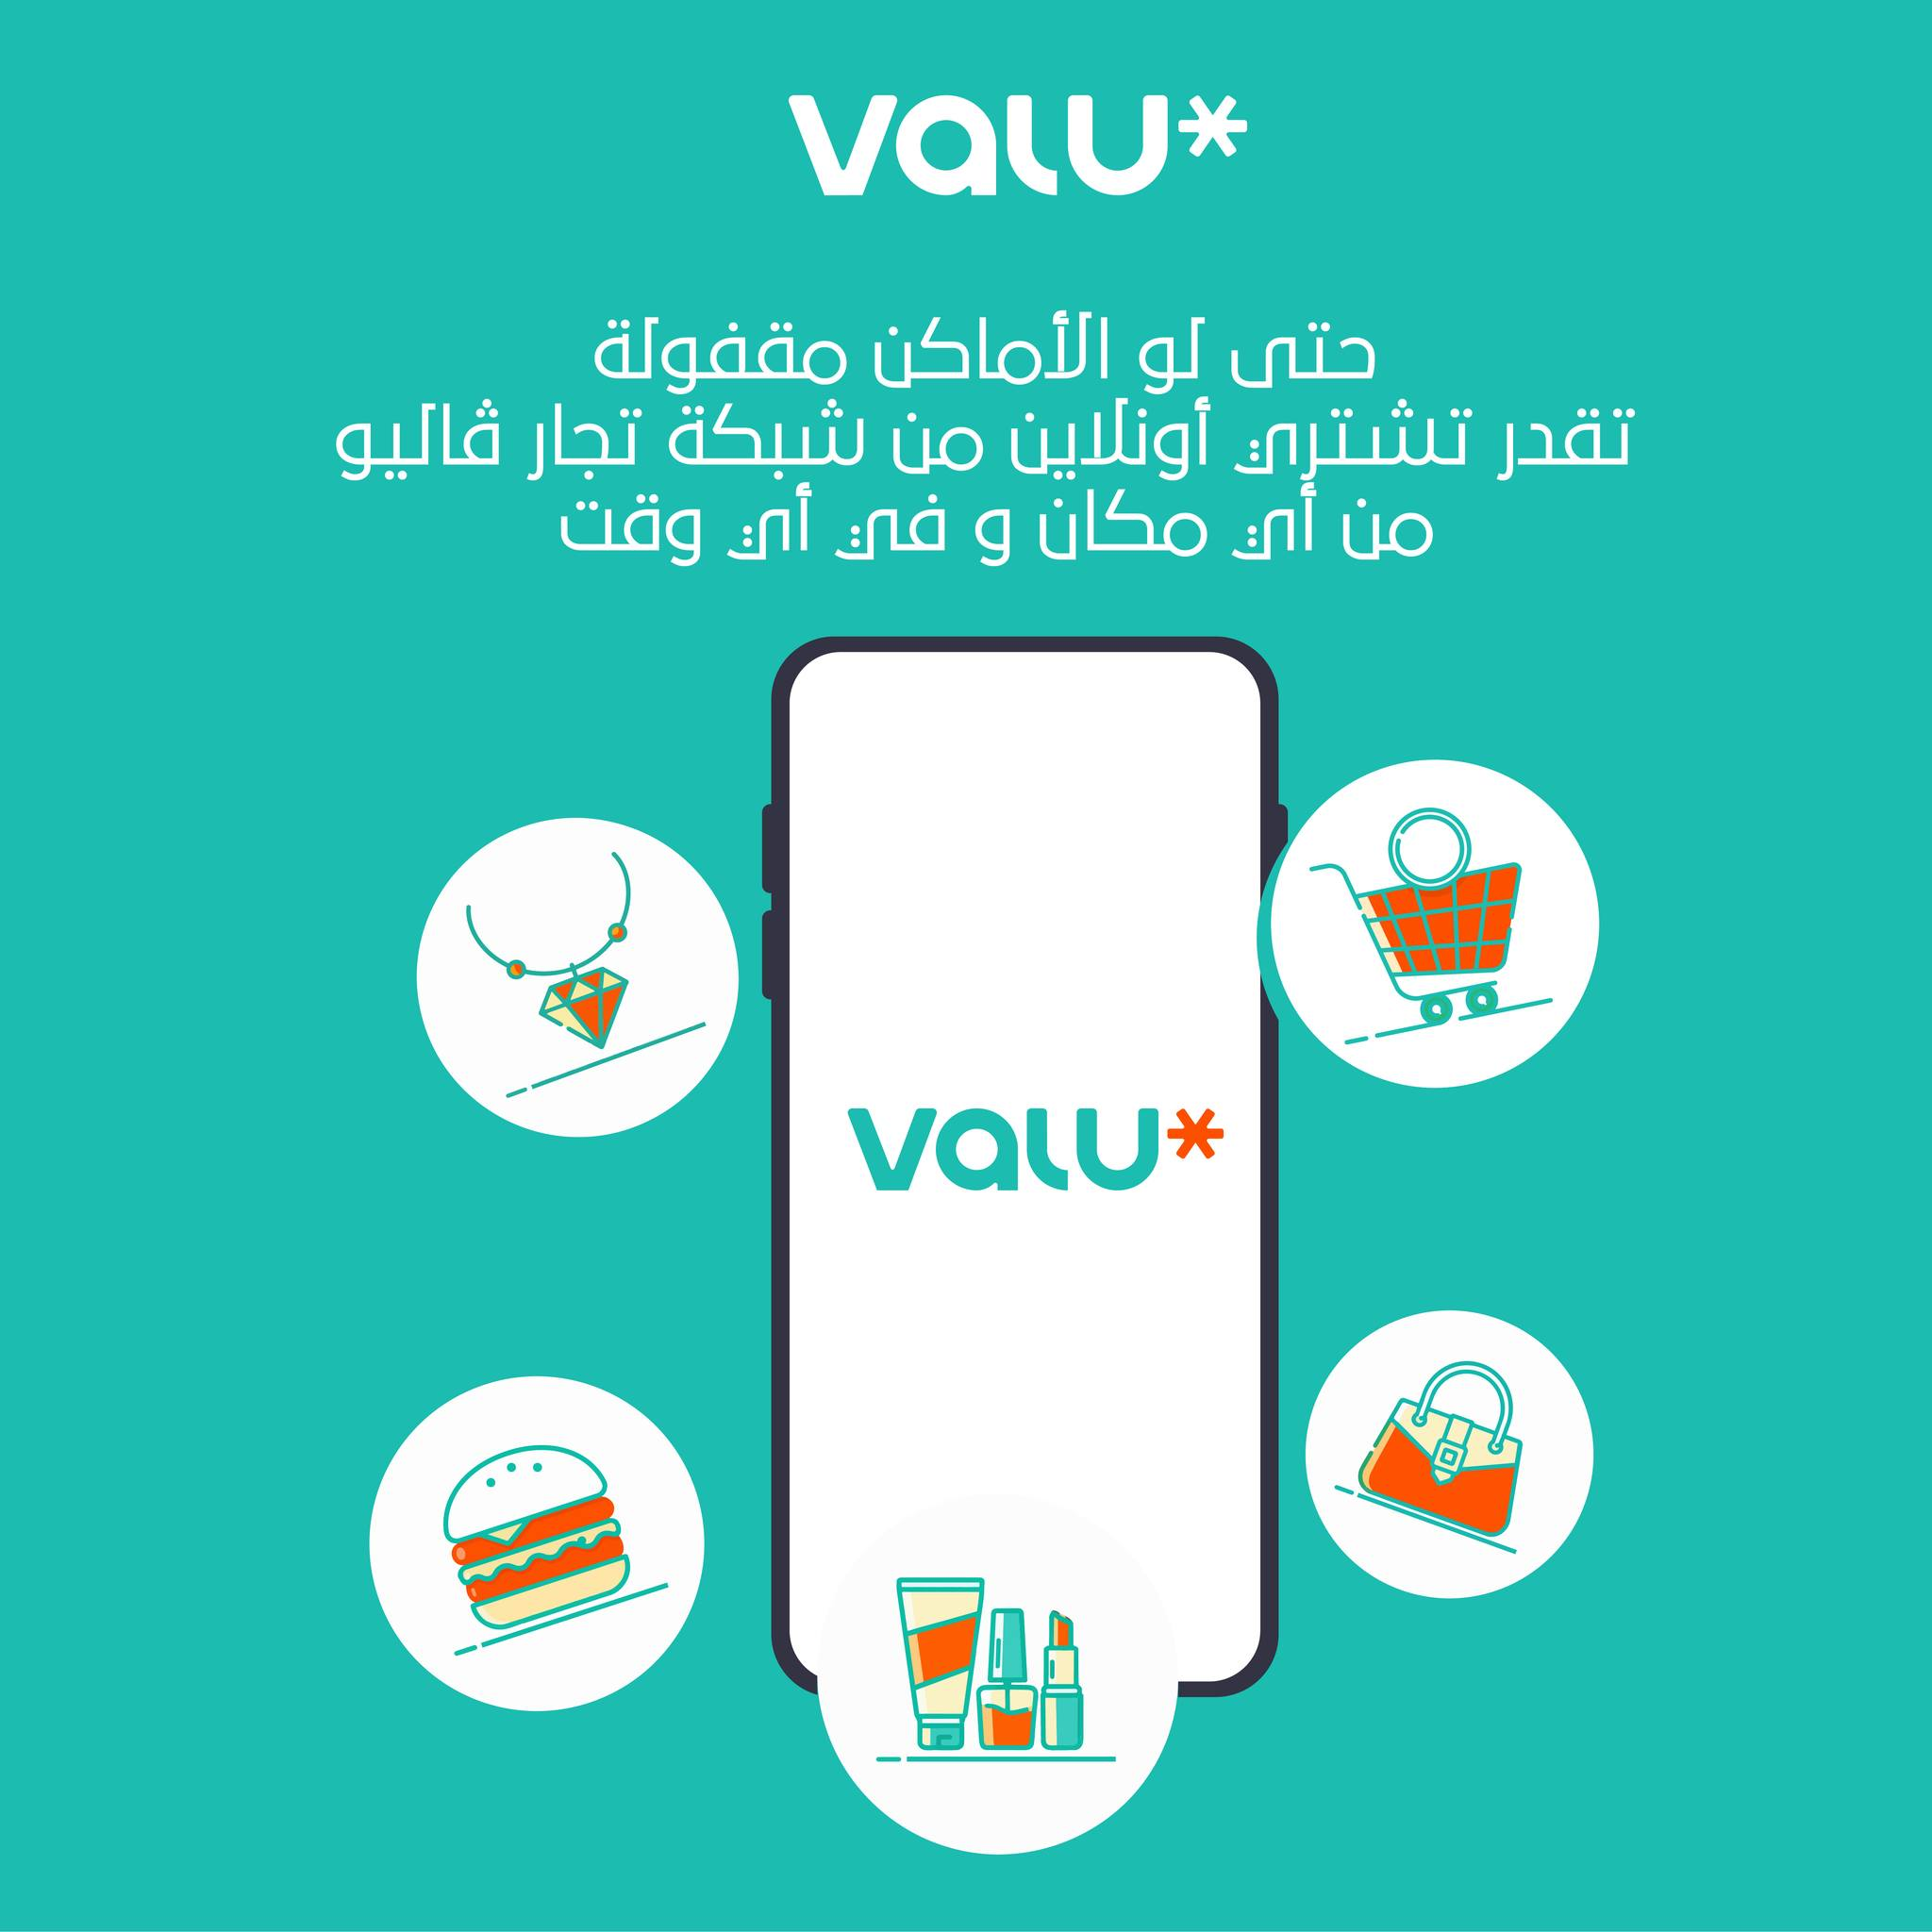 valu*
حتى لو الأماكن مقفولة
تقدر تشتري أونلاين من شبكة تجار ڤاليو
من أي مكان و في أي وقت
valu*